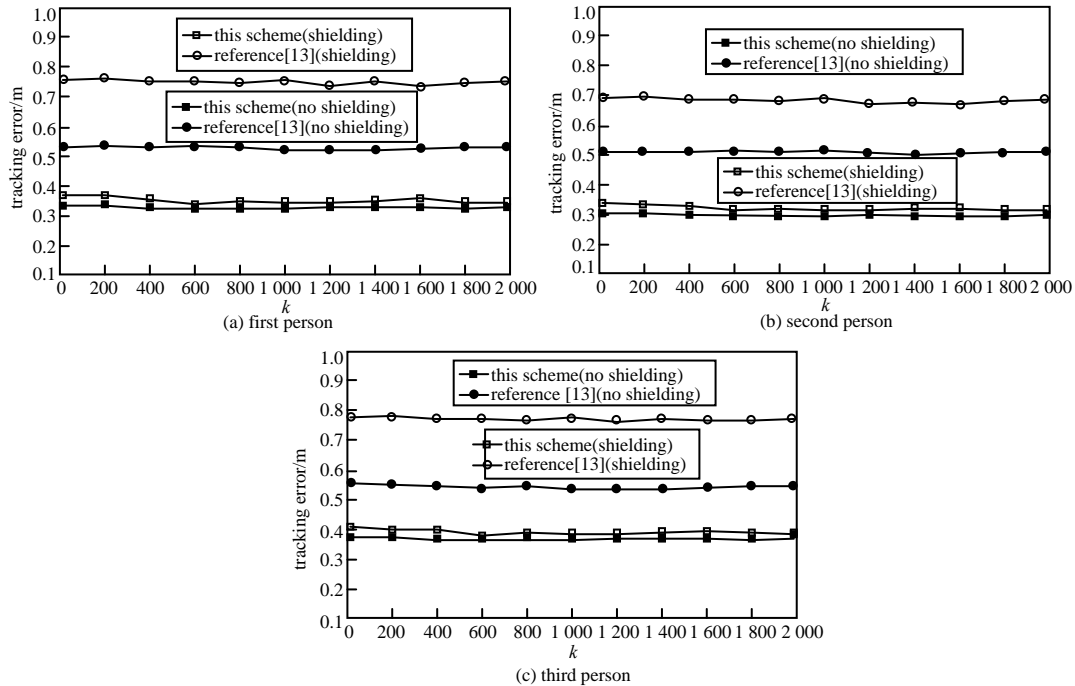 1.0
0.9
0.8
0.7
0.6
0.5
0.4
0.3
0.2
0.1
tracking error/m
this scheme(shielding)
reference[13](shielding)
this scheme(no shielding)
reference[13](no shielding)
0 200 400 600 800 1 000 1 200 1 400 1 600 1 800 2 000
k
(a) first person
1.0
0.9
0.8
0.7
0.6
0.5
0.4
0.3
0.2
0.1
tracking error/m
this scheme(no shielding)
reference[13](no shielding)
this scheme(shielding)
reference[13](shielding)
0 200 400 600 800 1 000 1 200 1 400 1 600 1 800 2 000
k
(b) second person
1.0
0.9
0.8
0.7
0.6
0.5
0.4
0.3
0.2
0.1
tracking error/m
this scheme(no shielding)
reference [13](no shielding)
this scheme(shielding)
reference[13](shielding)
0 200 400 600 800 1 000 1 200 1 400 1 600 1 800 2 000
k
(c) third person